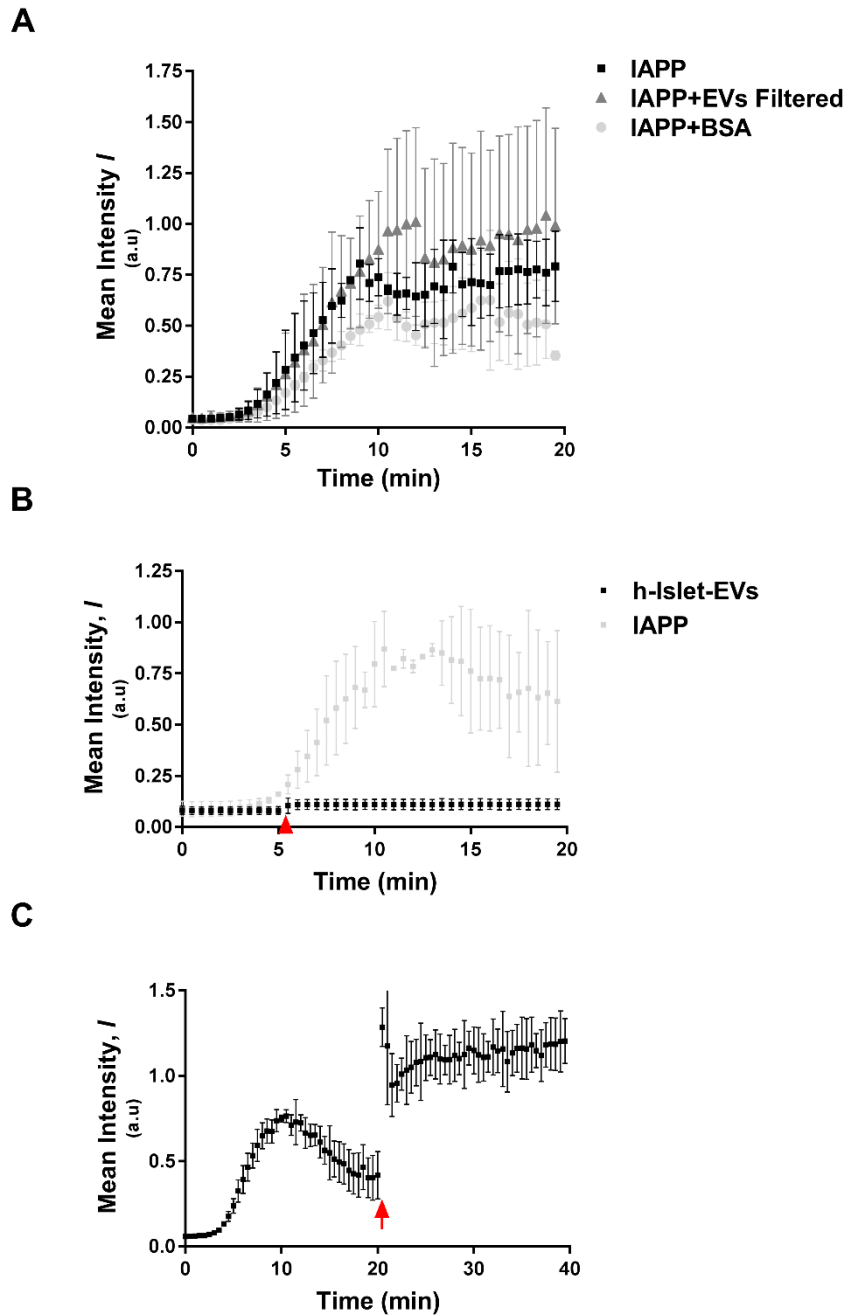 A
1.75
1.50
1.25
1.00
0.75
0.50
0.25
0.00
0 5 10 15 20
Mean Intensity I
(a.u)
Time (min)
IAPP
IAPP+EVs Filtered
IAPP+BSA
B
1.25
1.00
0.75
0.50
0.25
0.00
0 5 10 15 20
Mean Intensity, I
(a.u)
Time (min)
h-Islet-EVs
IAPP
C
1.5
1.0
0.5
0.0
0 10 20 30 40
Mean Intensity, I
(a.u)
Time (min)